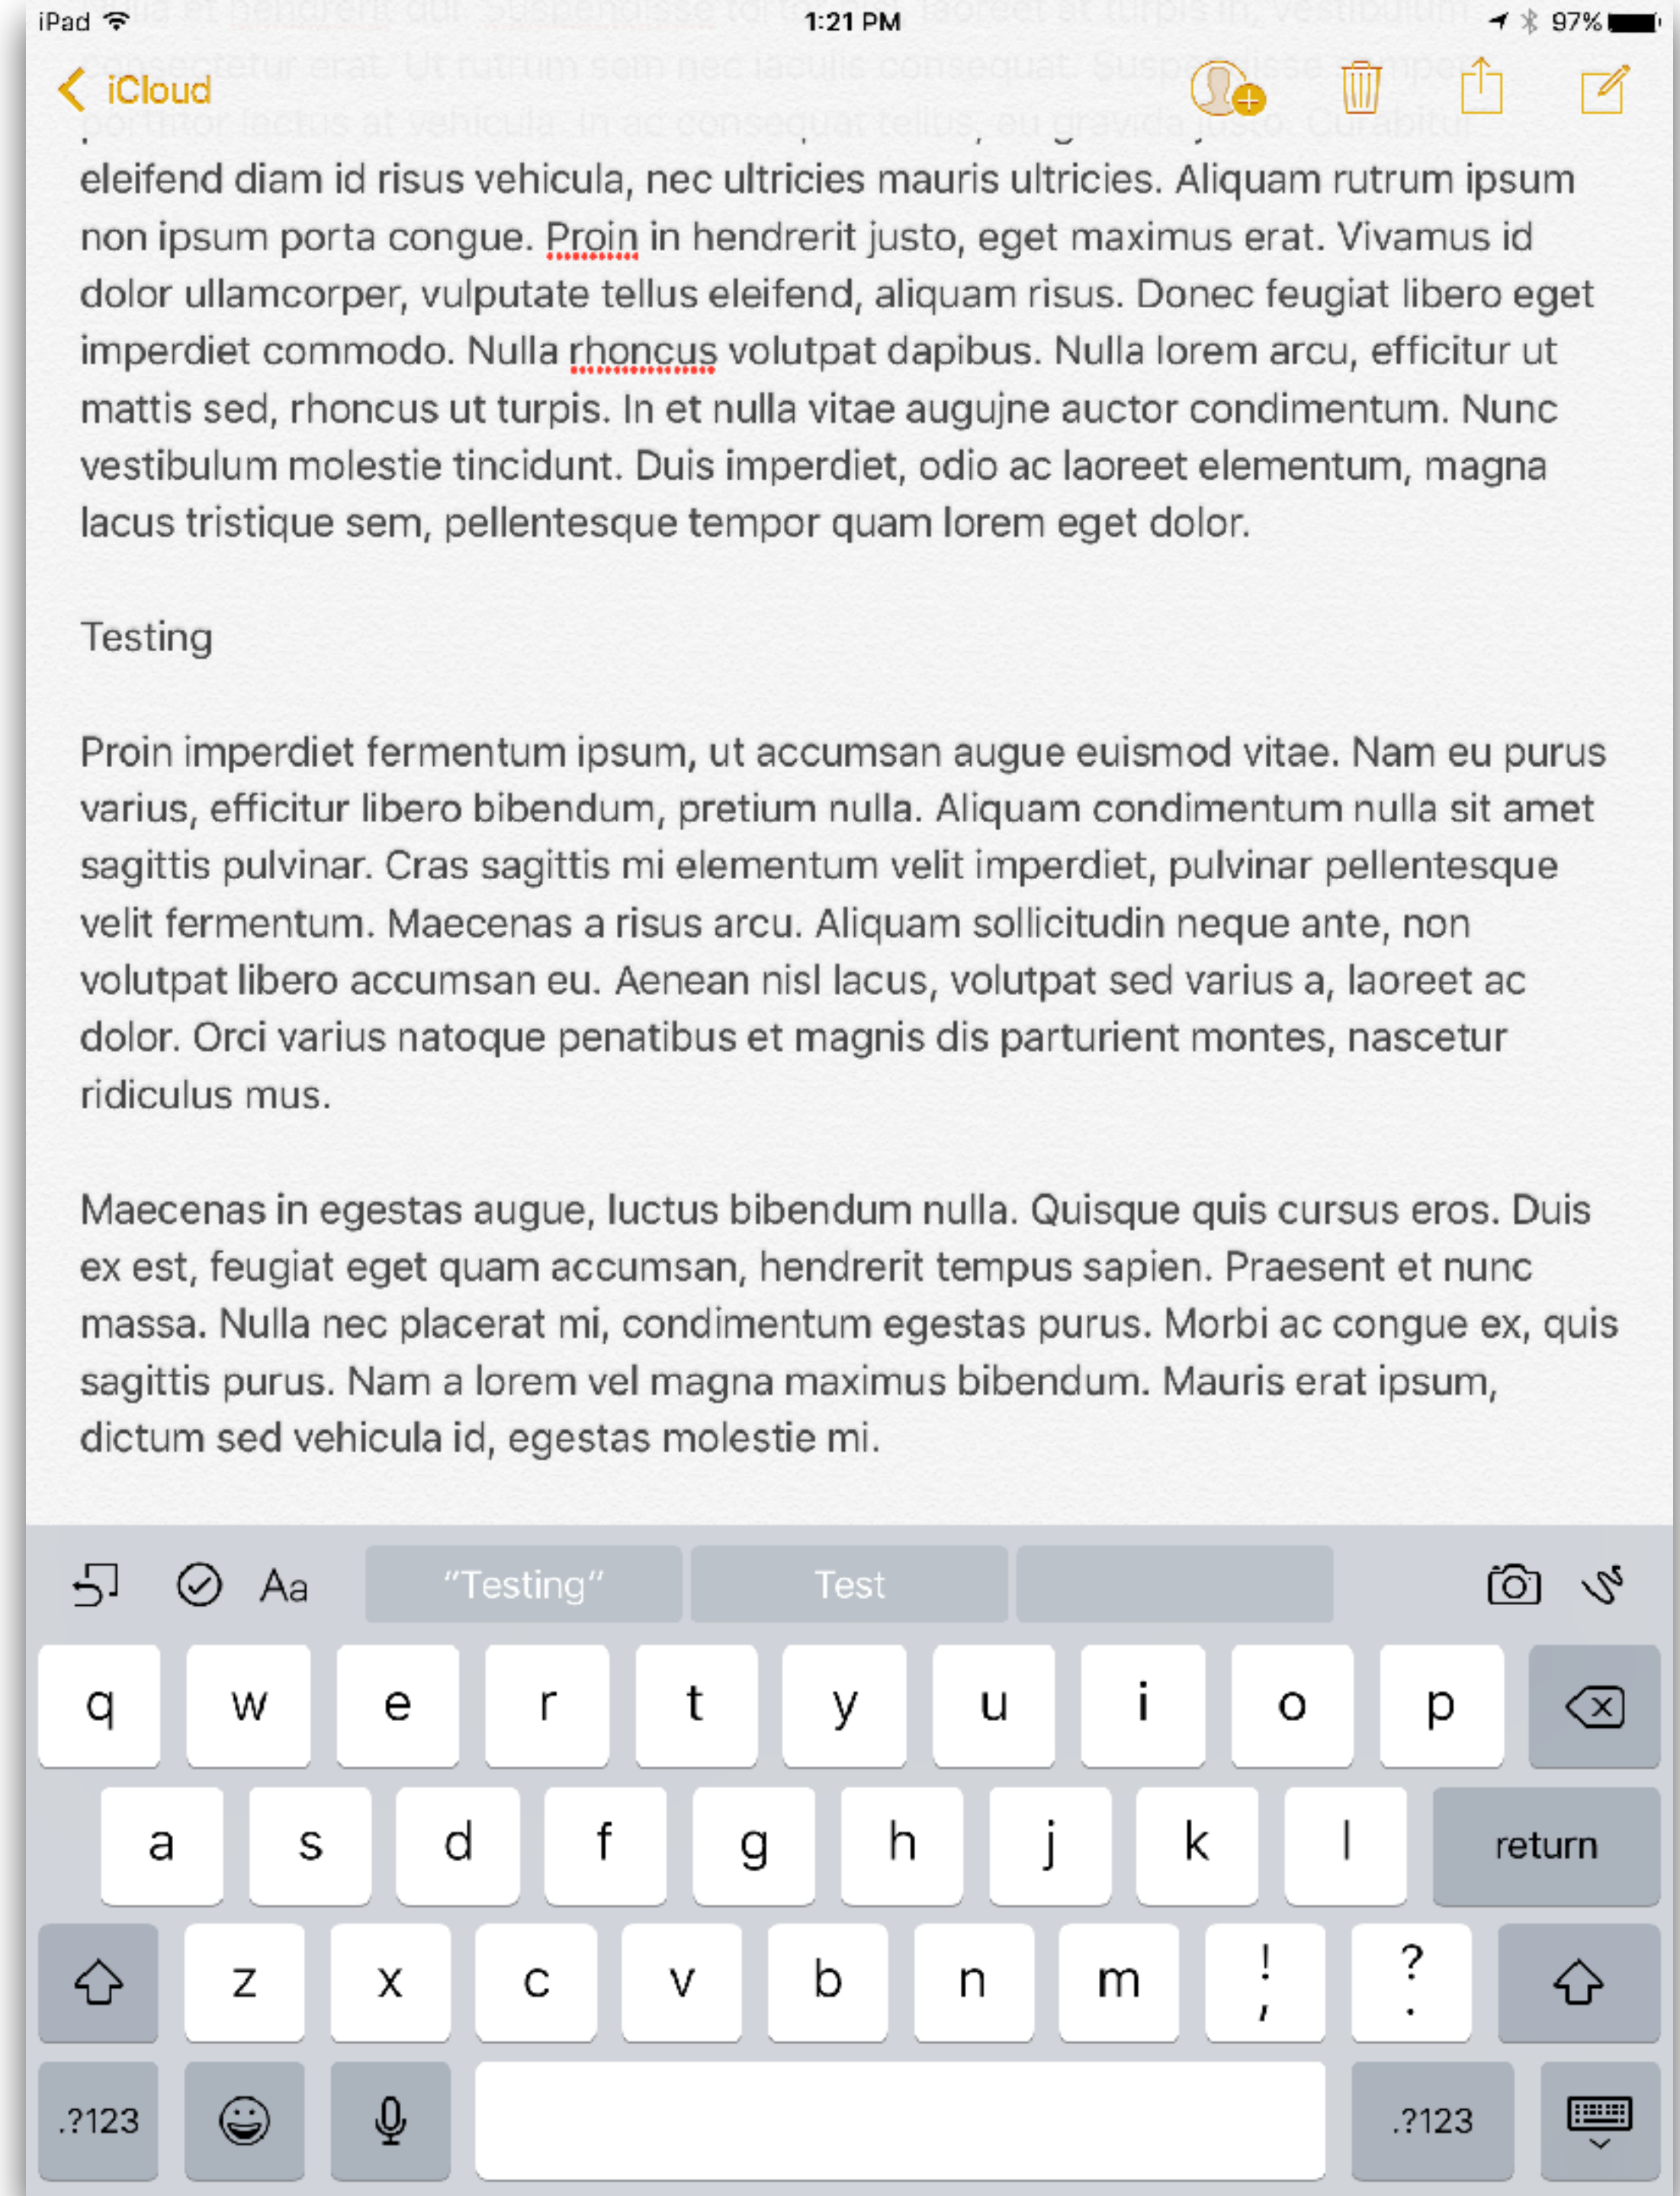 iPad 1:21 PM 97%
iCloud
eleifend diam id risus vehicula, nec ultricies mauris ultricies. Aliquam rutrum ipsum
non ipsum porta congue. Proin in hendrerit justo, eget maximus erat. Vivamus id
dolor ullamcorper, vulputate tellus eleifend, aliquam risus. Donec feugiat libero eget
imperdiet commodo. Nulla rhoncus volutpat dapibus. Nulla lorem arcu, efficitur ut
mattis sed, rhoncus ut turpis. In et nulla vitae augujne auctor condimentum. Nunc
vestibulum molestie tincidunt. Duis imperdiet, odio ac laoreet elementum, magna
lacus tristique sem, pellentesque tempor quam lorem eget dolor.
Testing
Proin imperdiet fermentum ipsum, ut accumsan augue euismod vitae. Nam eu purus
varius, efficitur libero bibendum, pretium nulla. Aliquam condimentum nulla sit amet
sagittis pulvinar. Cras sagittis mi elementum velit imperdiet, pulvinar pellentesque
velit fermentum. Maecenas a risus arcu. Aliquam sollicitudin neque ante, non
volutpat libero accumsan eu. Aenean nisl lacus, volutpat sed varius a, laoreet ac
dolor. Orci varius natoque penatibus et magnis dis parturient montes, nascetur
ridiculus mus.
Maecenas in egestas augue, luctus bibendum nulla. Quisque quis cursus eros. Duis
ex est, feugiat eget quam accumsan, hendrerit tempus sapien. Praesent et nunc
massa. Nulla nec placerat mi, condimentum egestas purus. Morbi ac congue ex, quis
sagittis purus. Nam a lorem vel magna maximus bibendum. Mauris erat ipsum,
dictum sed vehicula id, egestas molestie mi.
Aa "Testing" Test
q w e r t y u i o p
a s d f g h j k l return
z x c v b n m ! , ? .
.?123 .?123